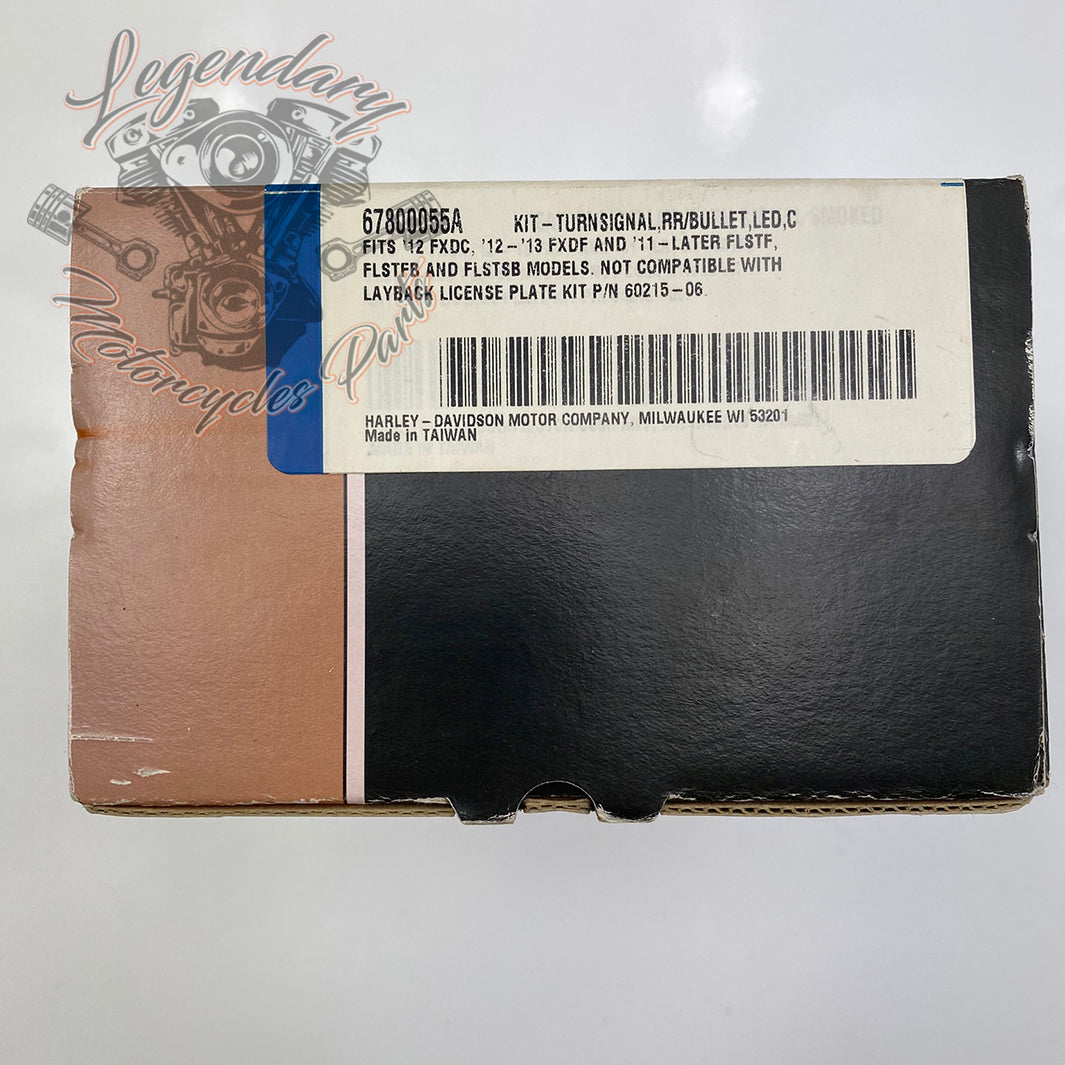 Legendary
Motorcycles Parts
67800055A KIT-TURNSIGNAL,RR/BULLET,LED,C
FITS '12 FXDC, '12-'13 FXDF AND '11-LATER FLSTF,
FLSTFB AND FLSTSB MODELS. NOT COMPATIBLE WITH
LAYBACK LICENSE PLATE KIT P/N 60215-06.
HARLEY-DAVIDSON MOTOR COMPANY, MILWAUKEE WI 53201
Made in TAIWAN